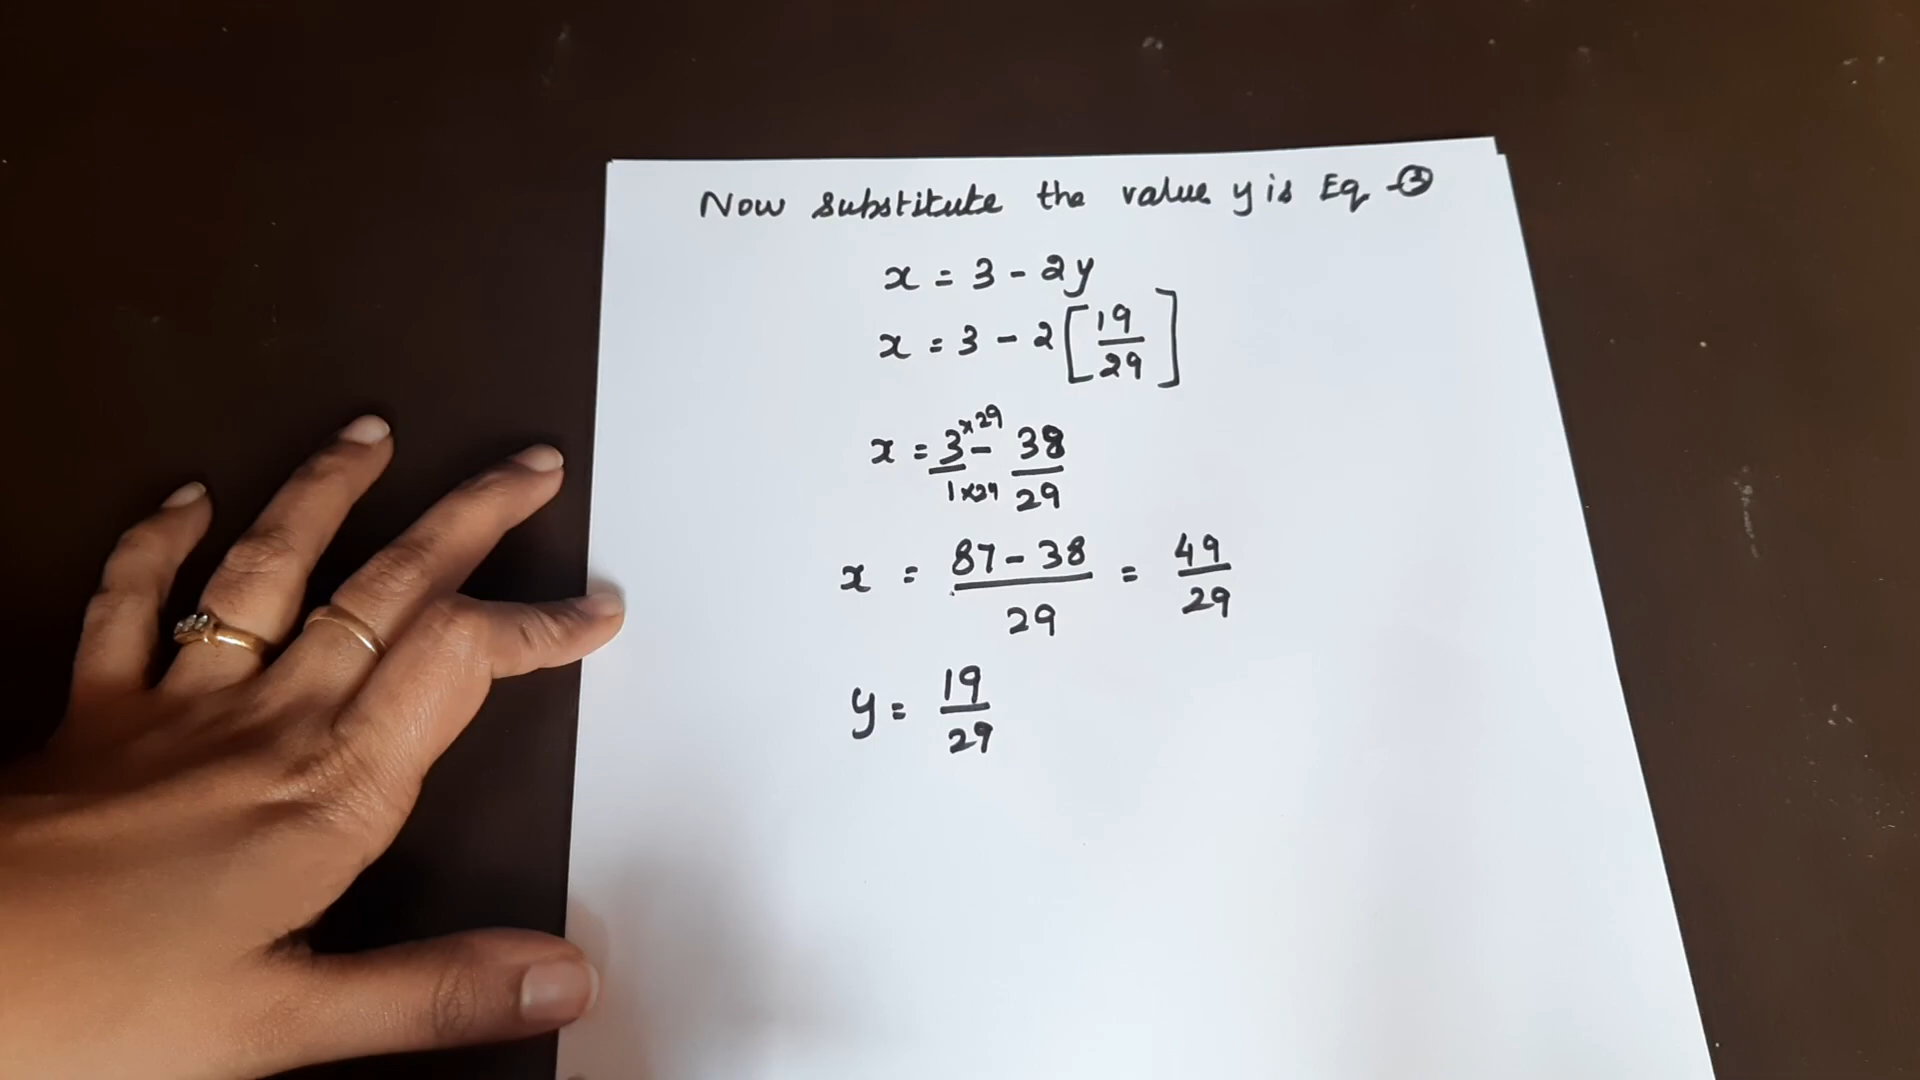 Now substitute the value y is Eq - ③
x = 3 - 2y
x = 3 - 2 [19/29]
x = 3×29/1×29 - 38/29
x = 87 - 38/29 = 49/29
y = 19/29